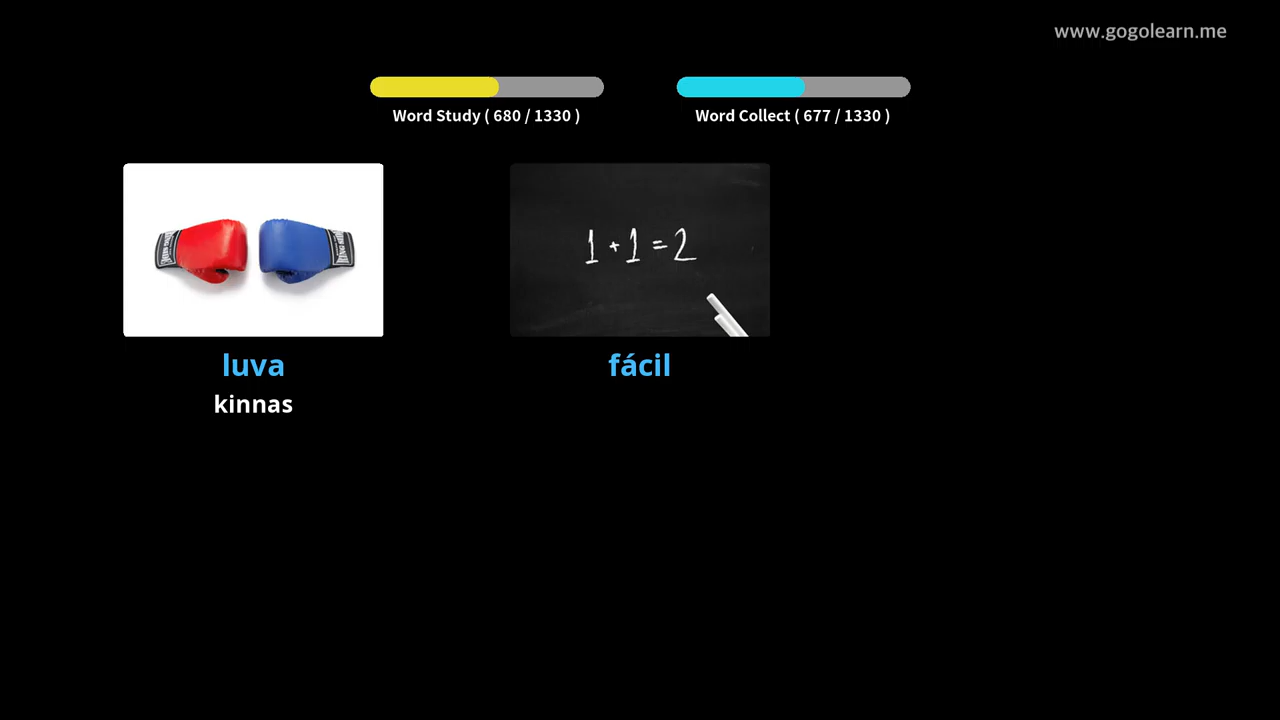 www.gogolearn.me
Word Study ( 680 / 1330 )
Word Collect ( 677 / 1330 )
1 + 1 = 2
luva
fácil
kinnas